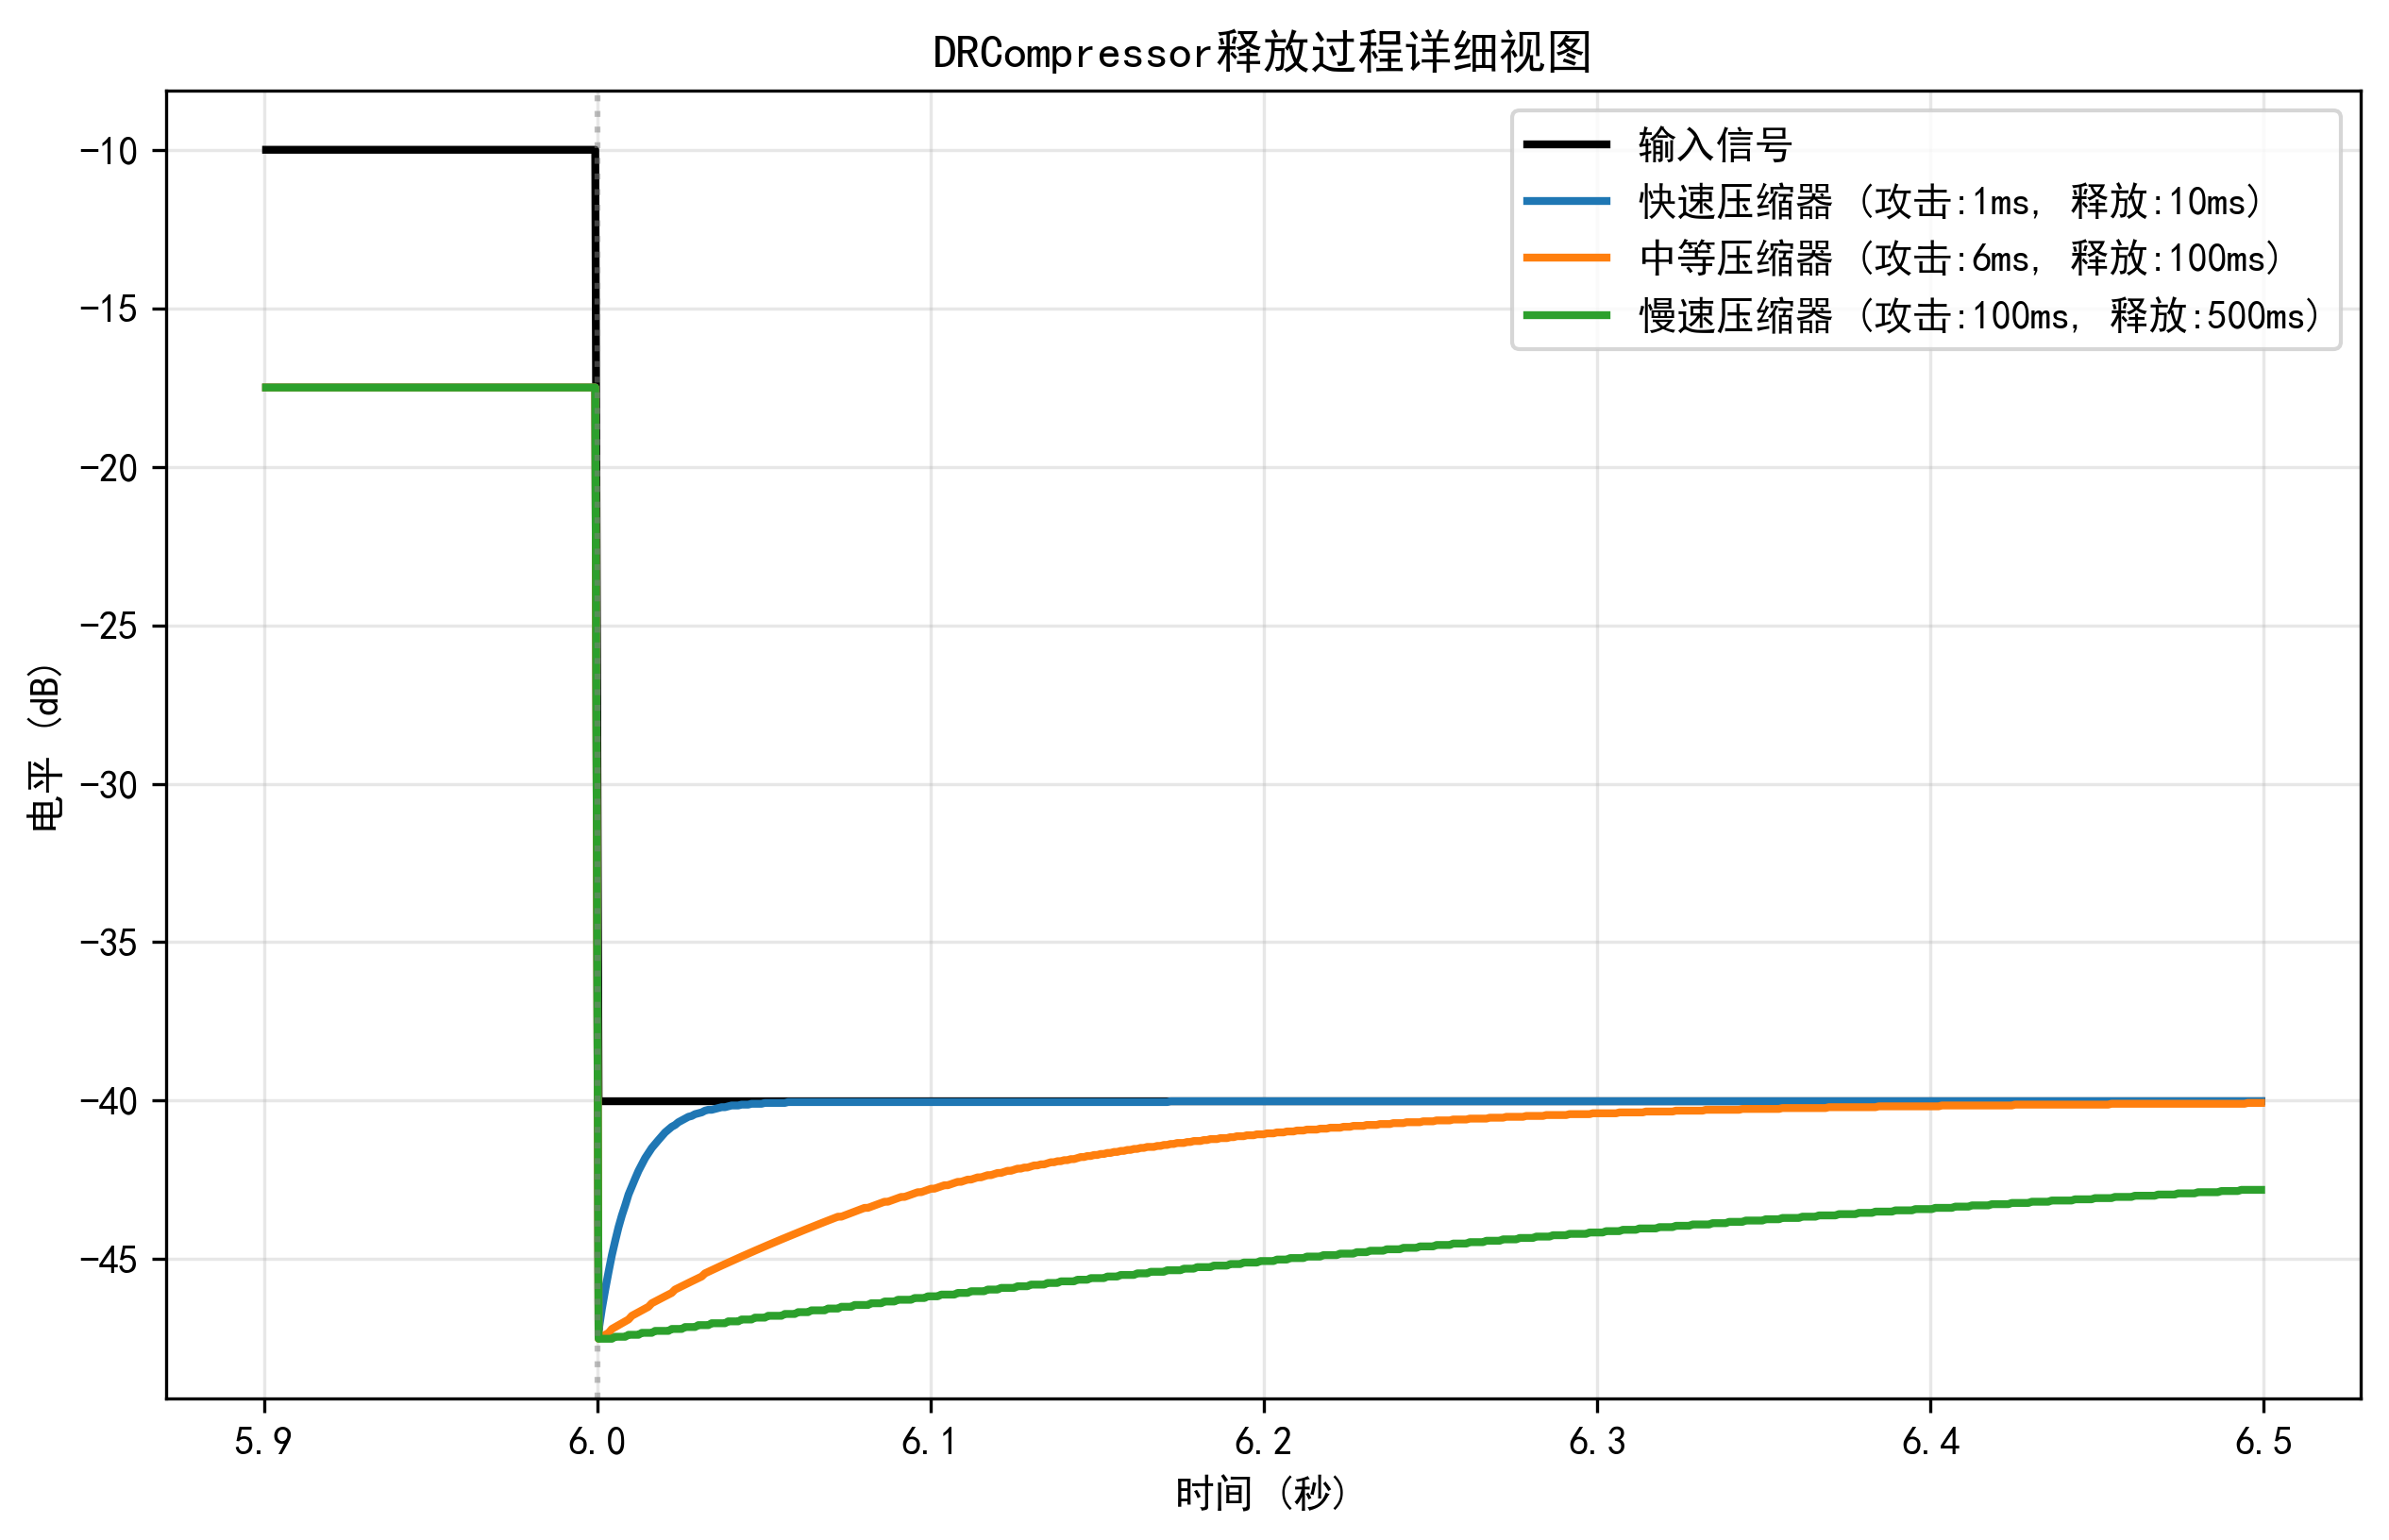 DRCompressor释放过程详细视图
输入信号
快速压缩器 (攻击:1ms, 释放:10ms)
中等压缩器 (攻击:6ms, 释放:100ms)
慢速压缩器 (攻击:100ms, 释放:500ms)
−10
−15
−20
−25
−30
−35
−40
−45
电平 (dB)
5.9
6.0
6.1
6.2
6.3
6.4
6.5
时间 (秒)